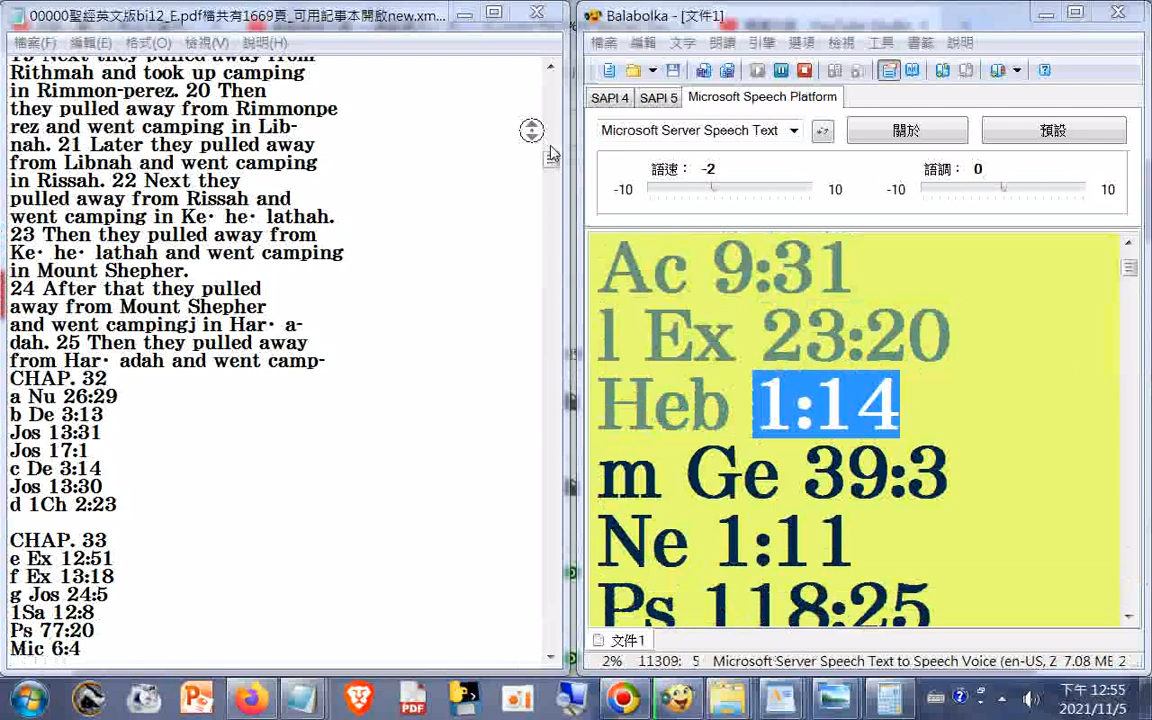 00000聖經英文版bi12_E.pdf檔共有1669頁_可用記事本開啟new.xm...
檔案(F) 編輯(E) 格式(O) 檢視(V) 說明(H)
19 Next they pulled away from
Rithmah and took up camping
in Rimmon-perez. 20 Then
they pulled away from Rimmonpe
rez and went camping in Lib-
nah. 21 Later they pulled away
from Libnah and went camping
in Rissah. 22 Next they
pulled away from Rissah and
went camping in Ke· he· lathah.
23 Then they pulled away from
Ke· he· lathah and went camping
in Mount Shepher.
24 After that they pulled
away from Mount Shepher
and went campingj in Har· a-
dah. 25 Then they pulled away
from Har· adah and went camp-
CHAP. 32
a Nu 26:29
b De 3:13
Jos 13:31
Jos 17:1
c De 3:14
Jos 13:30
d 1Ch 2:23
CHAP. 33
e Ex 12:51
f Ex 13:18
g Jos 24:5
1Sa 12:8
Ps 77:20
Mic 6:4
Balabolka - [文件1]
檔案 編輯 文字 朗讀 引擎 選項 檢視 工具 書籤 說明
SAPI 4 SAPI 5 Microsoft Speech Platform
Microsoft Server Speech Text 關於 預設
語速： -2 語調： 0
-10 10 -10 10
Ac 9:31
l Ex 23:20
Heb 1:14
m Ge 39:3
Ne 1:11
Ps 118:25
文件1
2% 11309: 5 Microsoft Server Speech Text to Speech Voice (en-US, Z 7.08 MB 2
PDF
下午 12:55
2021/11/5